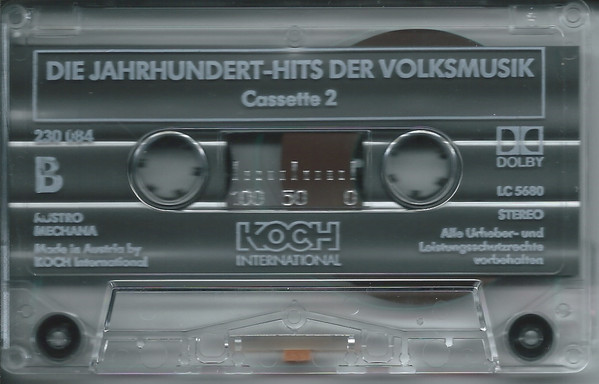 DIE JAHRHUNDERT-HITS DER VOLKSMUSIK
Cassette 2
230 084
B
DOLBY
LC 5680
100 50 0
AUSTRO
MECHANA
STEREO
Made in Austria by
KOCH International
KOCH
INTERNATIONAL
Alle Urheber- und
Leistungsschutzrechte
vorbehalten